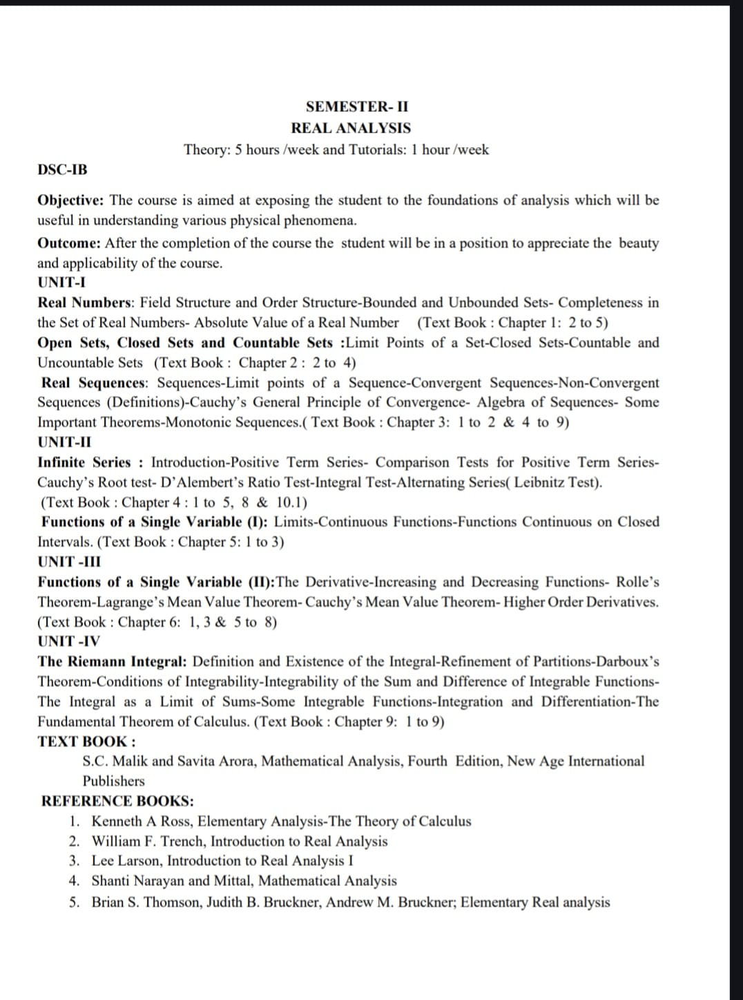 SEMESTER- II
REAL ANALYSIS
Theory: 5 hours /week and Tutorials: 1 hour /week
DSC-IB
Objective: The course is aimed at exposing the student to the foundations of analysis which will be
useful in understanding various physical phenomena.
Outcome: After the completion of the course the student will be in a position to appreciate the beauty
and applicability of the course.
UNIT-I
Real Numbers: Field Structure and Order Structure-Bounded and Unbounded Sets- Completeness in
the Set of Real Numbers- Absolute Value of a Real Number (Text Book : Chapter 1: 2 to 5)
Open Sets, Closed Sets and Countable Sets :Limit Points of a Set-Closed Sets-Countable and
Uncountable Sets (Text Book : Chapter 2 : 2 to 4)
Real Sequences: Sequences-Limit points of a Sequence-Convergent Sequences-Non-Convergent
Sequences (Definitions)-Cauchy’s General Principle of Convergence- Algebra of Sequences- Some
Important Theorems-Monotonic Sequences.( Text Book : Chapter 3: 1 to 2 & 4 to 9)
UNIT-II
Infinite Series : Introduction-Positive Term Series- Comparison Tests for Positive Term Series-
Cauchy’s Root test- D’Alembert’s Ratio Test-Integral Test-Alternating Series( Leibnitz Test).
(Text Book : Chapter 4 : 1 to 5, 8 & 10.1)
Functions of a Single Variable (I): Limits-Continuous Functions-Functions Continuous on Closed
Intervals. (Text Book : Chapter 5: 1 to 3)
UNIT -III
Functions of a Single Variable (II):The Derivative-Increasing and Decreasing Functions- Rolle’s
Theorem-Lagrange’s Mean Value Theorem- Cauchy’s Mean Value Theorem- Higher Order Derivatives.
(Text Book : Chapter 6: 1, 3 & 5 to 8)
UNIT -IV
The Riemann Integral: Definition and Existence of the Integral-Refinement of Partitions-Darboux’s
Theorem-Conditions of Integrability-Integrability of the Sum and Difference of Integrable Functions-
The Integral as a Limit of Sums-Some Integrable Functions-Integration and Differentiation-The
Fundamental Theorem of Calculus. (Text Book : Chapter 9: 1 to 9)
TEXT BOOK :
S.C. Malik and Savita Arora, Mathematical Analysis, Fourth Edition, New Age International
Publishers
REFERENCE BOOKS:
1. Kenneth A Ross, Elementary Analysis-The Theory of Calculus
2. William F. Trench, Introduction to Real Analysis
3. Lee Larson, Introduction to Real Analysis I
4. Shanti Narayan and Mittal, Mathematical Analysis
5. Brian S. Thomson, Judith B. Bruckner, Andrew M. Bruckner; Elementary Real analysis